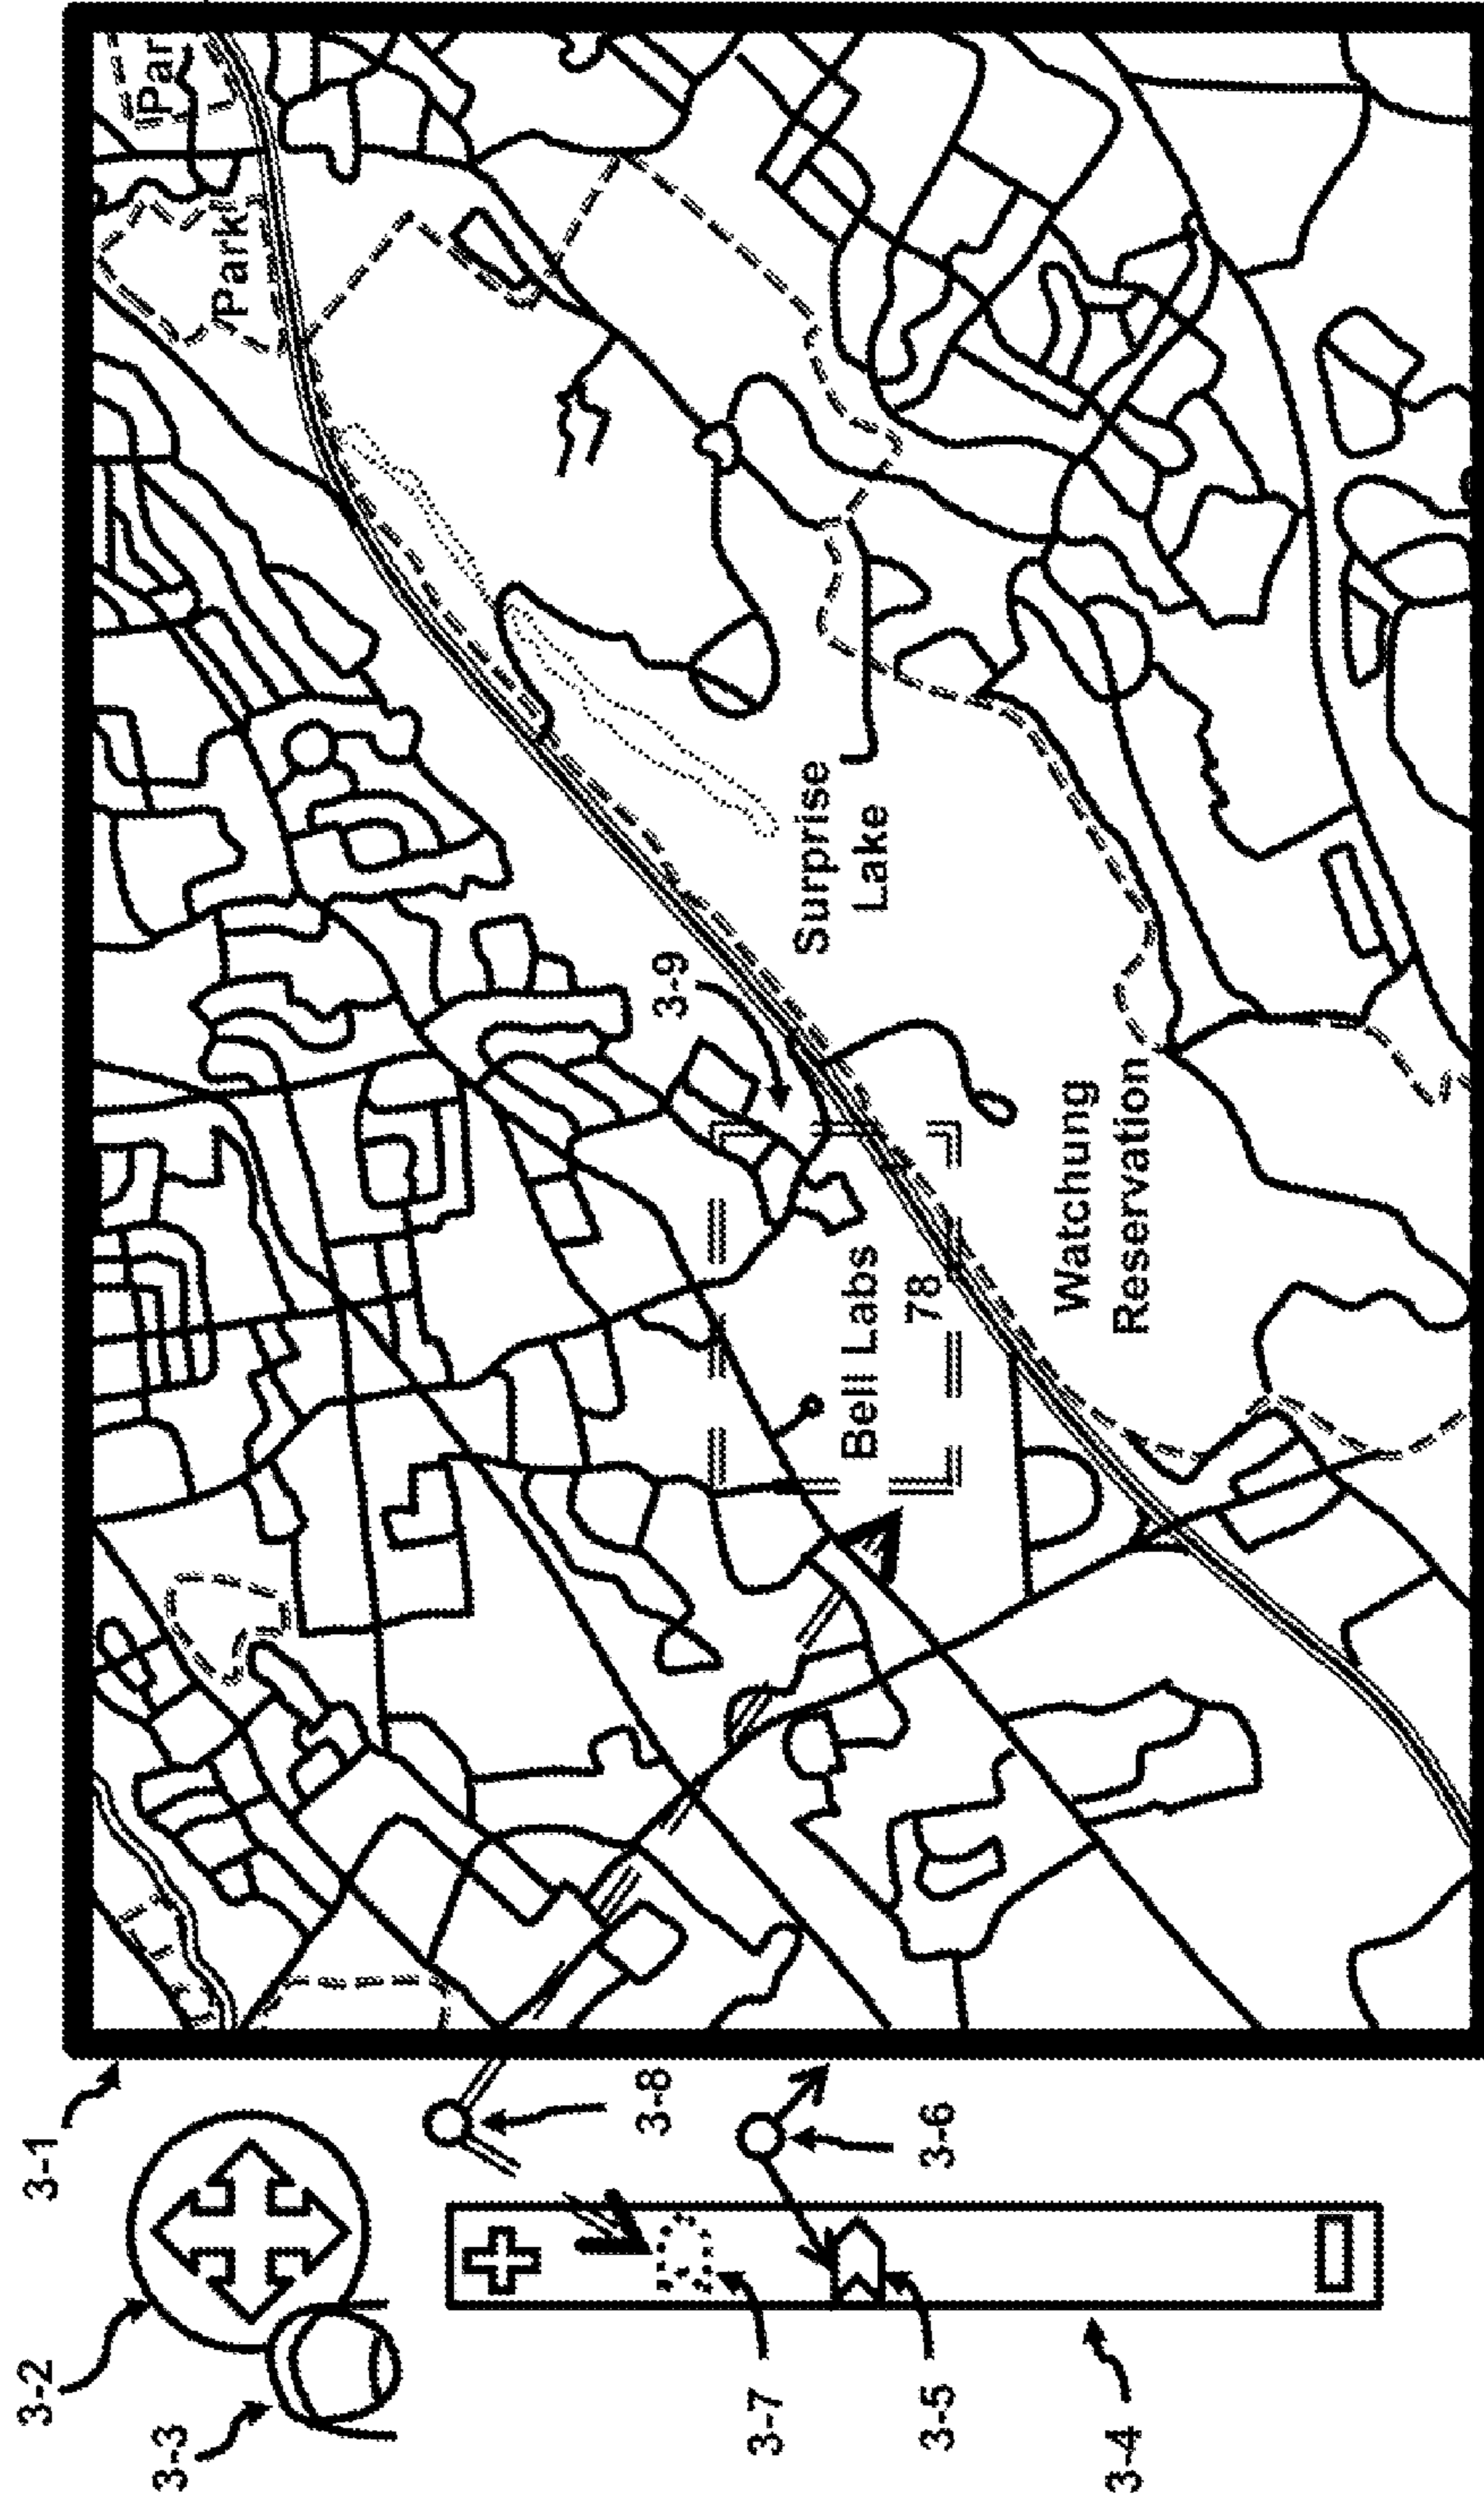 3-1
3-2
3-3
3-8
3-6
3-7
3-5
3-4
Park
Par
3-9
Surprise
Lake
Bell Labs
78
Watchung
Reservation